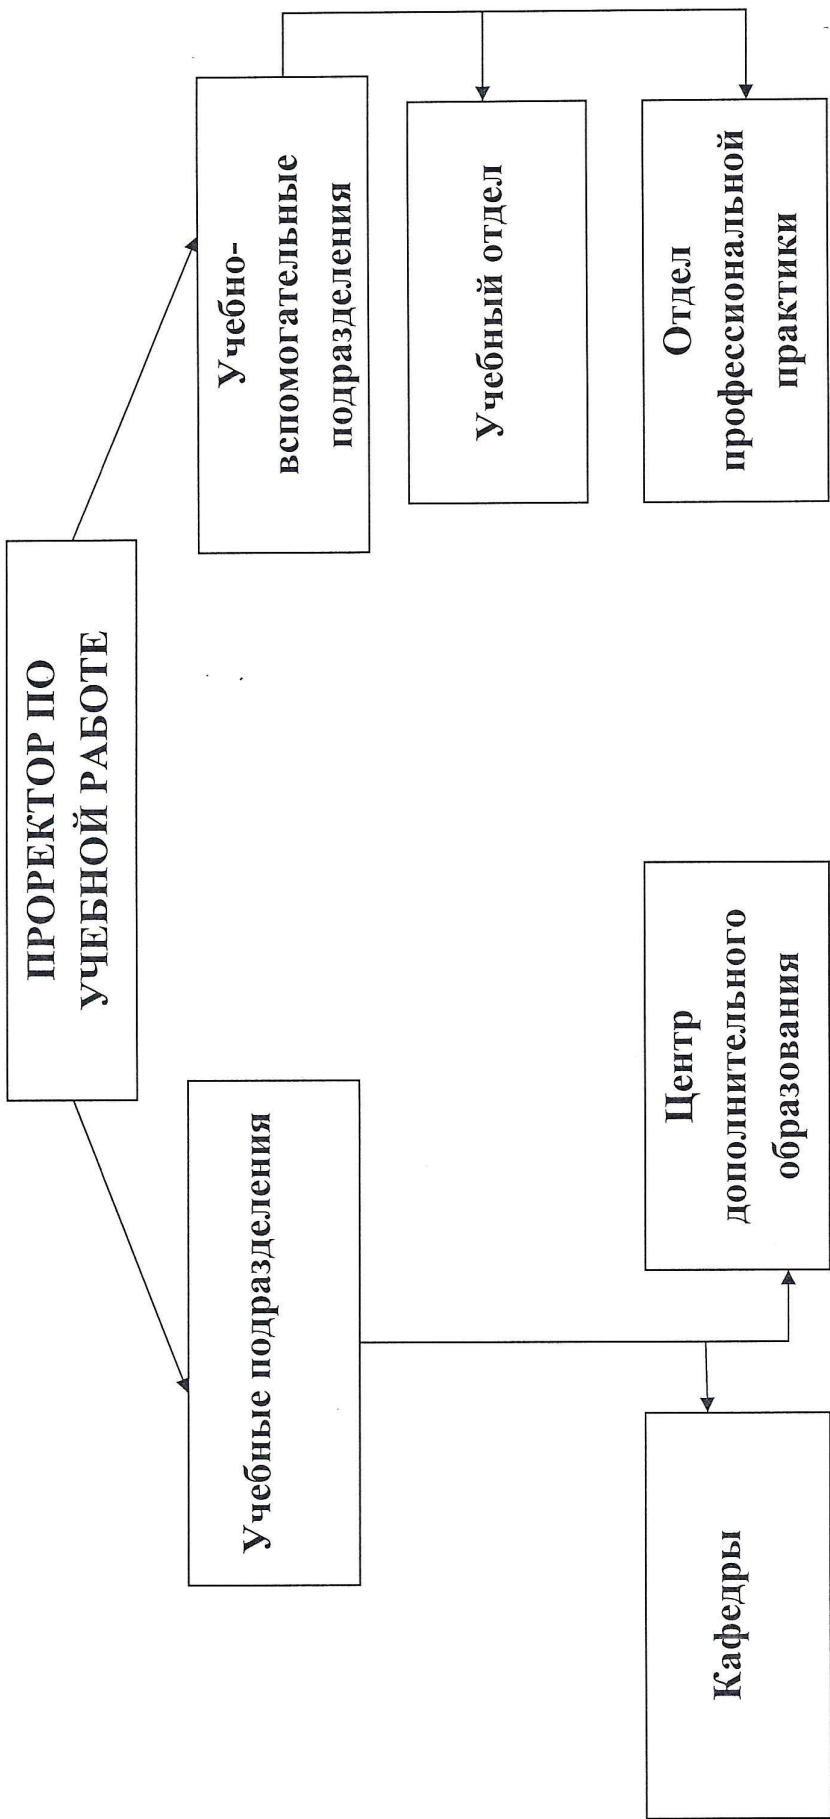 ПРОРЕКТОР ПО
УЧЕБНОЙ РАБОТЕ
Учебные подразделения
Учебно-
вспомогательные
подразделения
Учебный отдел
Кафедры
Центр
дополнительного
образования
Отдел
профессиональной
практики